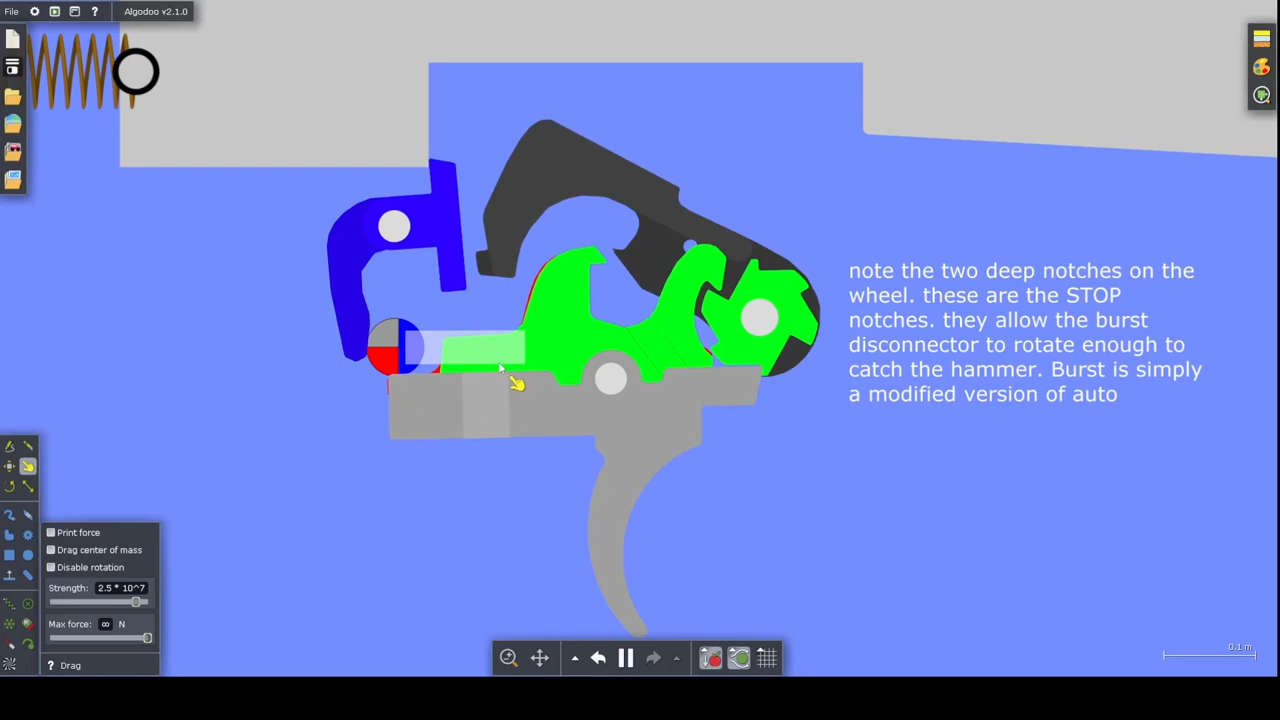 File
?
Algodoo v2.1.0
note the two deep notches on the
wheel. these are the STOP
notches. they allow the burst
disconnector to rotate enough to
catch the hammer. Burst is simply
a modified version of auto
Print force
Drag center of mass
Disable rotation
Strength: 2.5 * 10^7
Max force: ∞ N
? Drag
0.1 m